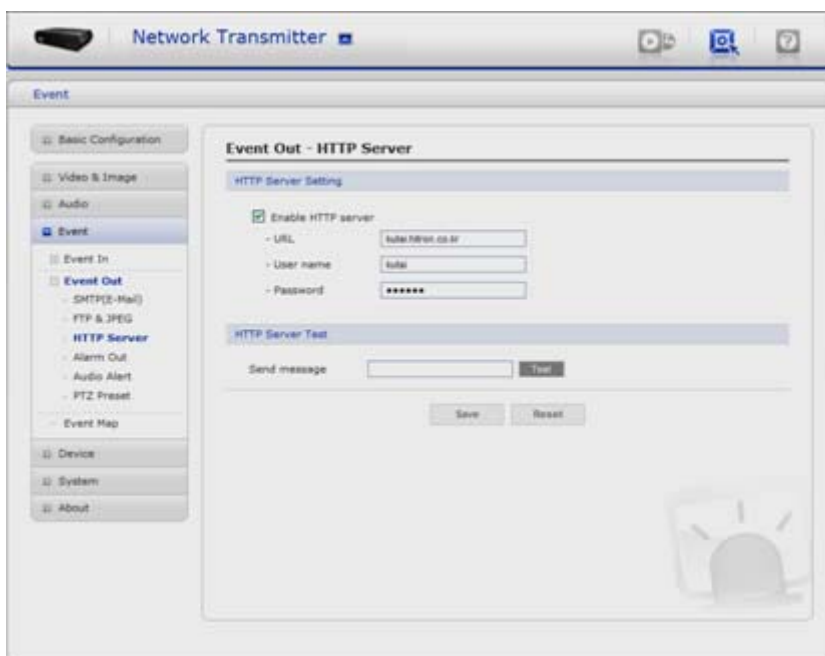 Network Transmitter
Event
Basic Configuration
Video & Image
Audio
Event
Event In
Event Out
SMTP(E-Mail)
FTP & JPEG
HTTP Server
Alarm Out
Audio Alert
PTZ Preset
Event Map
Device
System
About
Event Out - HTTP Server
HTTP Server Setting
Enable HTTP server
- URL
- User name
- Password
••••••
HTTP Server Test
Send message
Test
Save
Reset